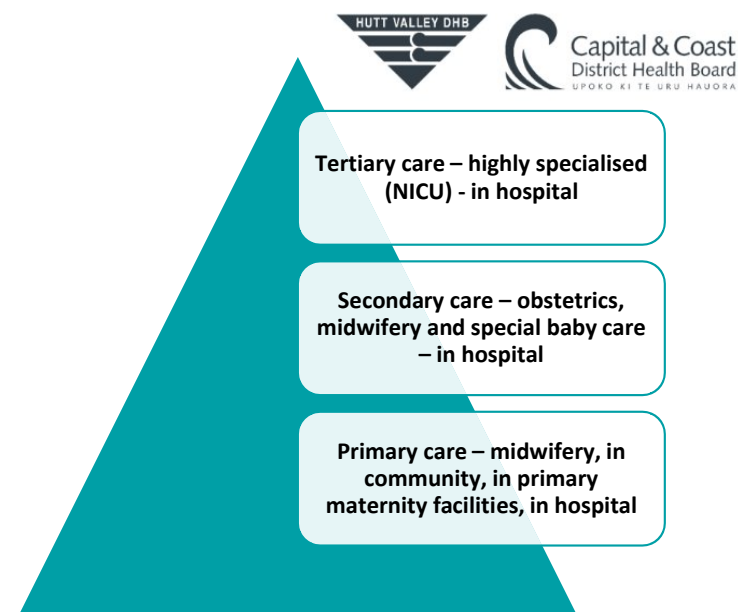 HUTT VALLEY DHB
Capital & Coast
District Health Board
UPOKO KI TE URU HAUORA
Tertiary care – highly specialised
(NICU) - in hospital
Secondary care – obstetrics,
midwifery and special baby care
– in hospital
Primary care – midwifery, in
community, in primary
maternity facilities, in hospital